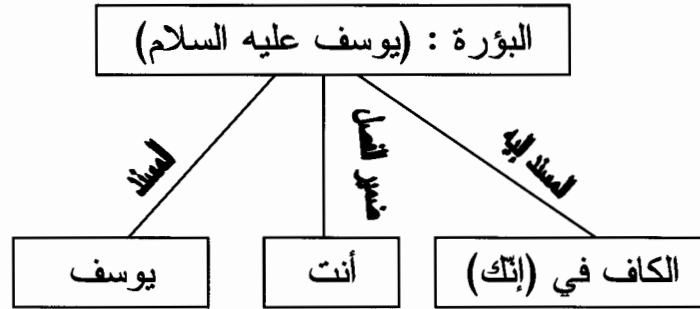 البؤرة : (يوسف عليه السلام)
المسند إليه
ضمير الفصل
المسند
الكاف في (إنّك)
أنت
يوسف